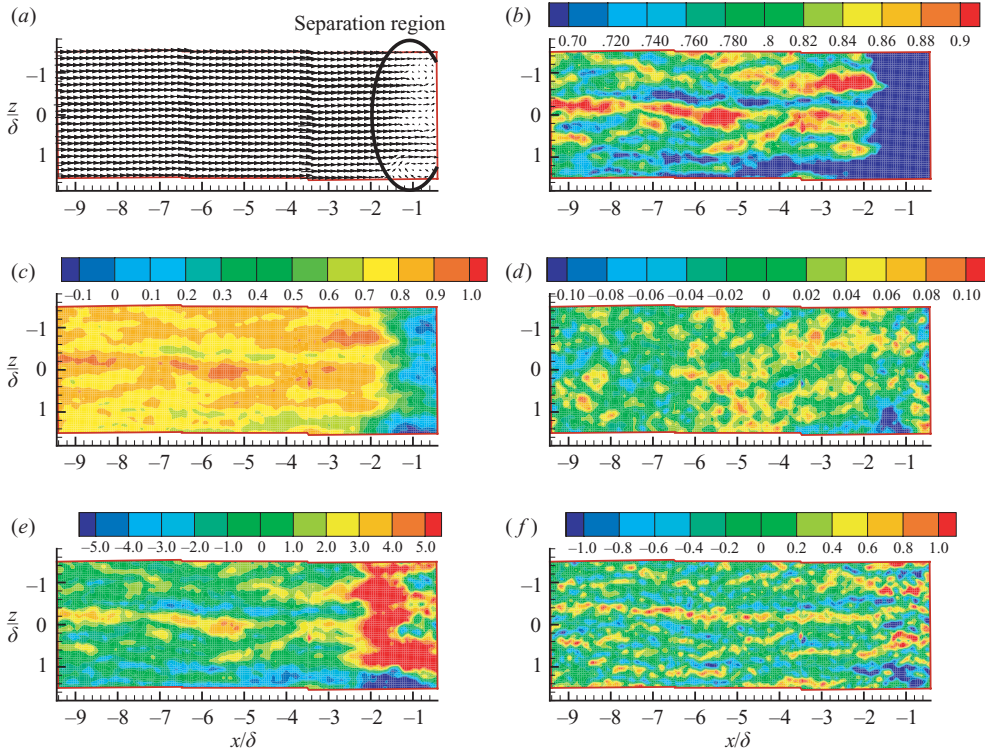 (a) Separation region
–1
0
1
z/δ
–9 –8 –7 –6 –5 –4 –3 –2 –1
(b)
0.70 .720 .740 0.760 .780 8 0.82 0.84 0.86 0.88 0.9
–1
0
1
–9 –8 –7 –6 –5 –4 –3 –2 –1
(c)
–0.1 0 0.1 0.2 0.3 0.4 0.5 0.6 0.7 0.8 0.9 1.0
–1
0
1
z/δ
–9 –8 –7 –6 –5 –4 –3 –2 –1
(d)
–0.10 –0.08 –0.06 –0.04 –0.02 0 0.02 0.04 0.06 0.08 0.10
–1
0
1
–9 –8 –7 –6 –5 –4 –3 –2 –1
(e)
–5.0 –4.0 –3.0 –2.0 –1.0 0 1.0 2.0 3.0 4.0 5.0
–1
0
1
z/δ
–9 –8 –7 –6 –5 –4 –3 –2 –1
x/δ
(f)
–1.0 –0.8 –0.6 –0.4 –0.2 0 0.2 0.4 0.6 0.8 1.0
–1
0
1
–9 –8 –7 –6 –5 –4 –3 –2 –1
x/δ